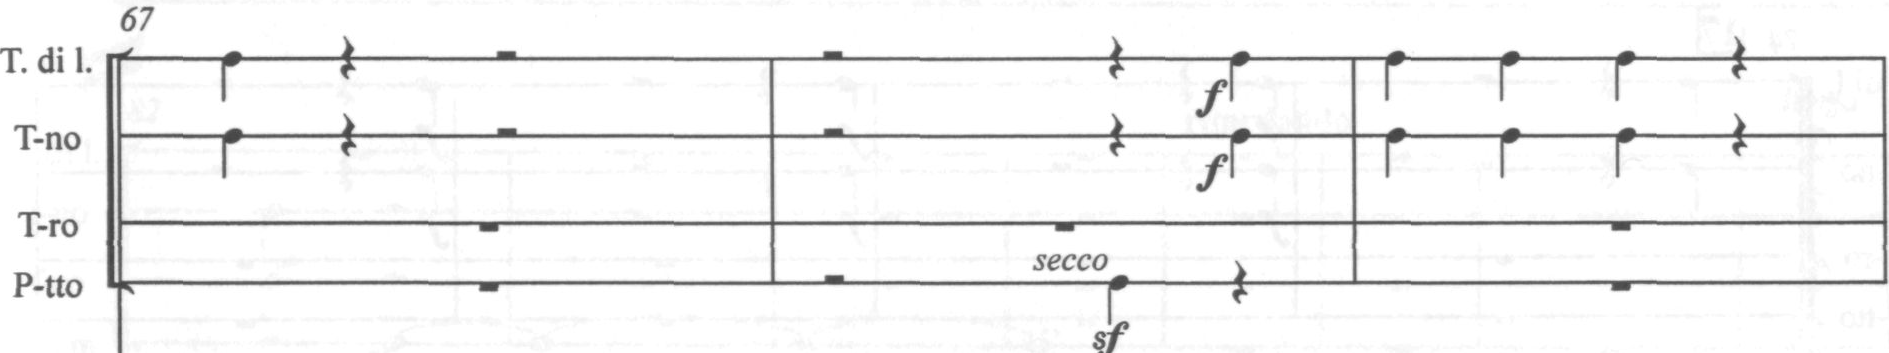 67
T. di l.
f
T-no
f
T-ro
secco
P-tto
sf